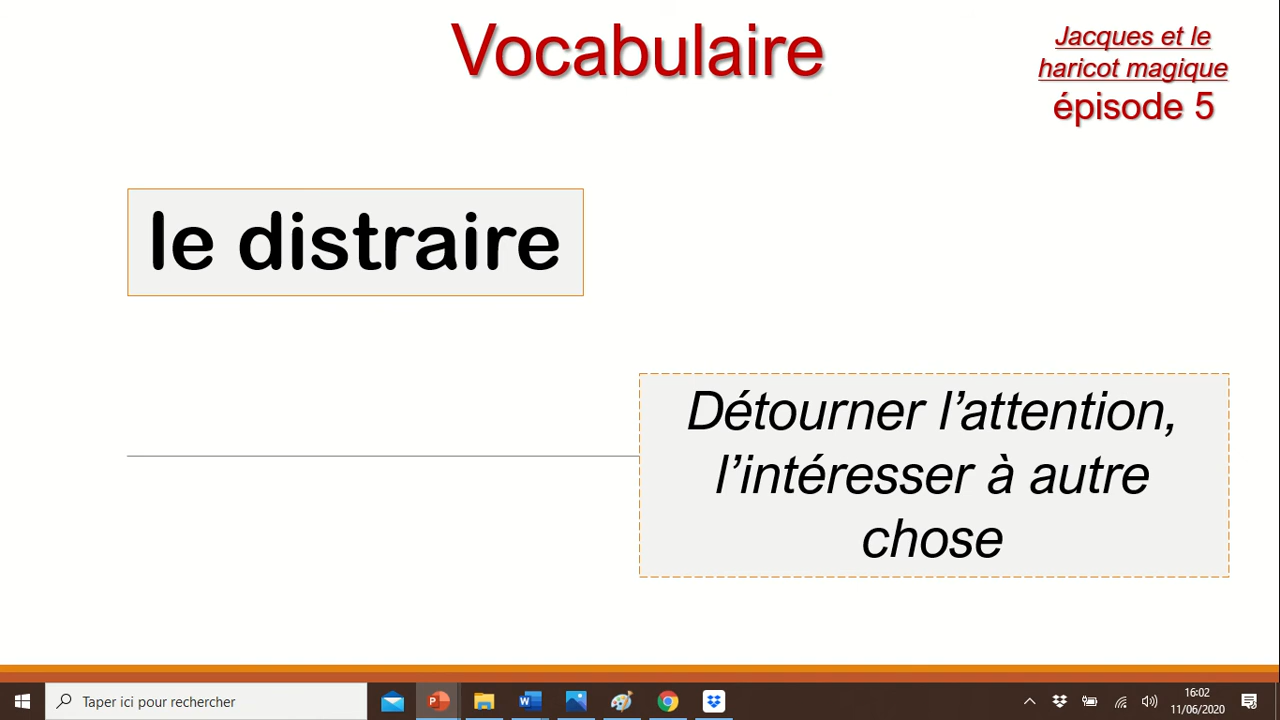 Vocabulaire
Jacques et le
haricot magique
épisode 5
le distraire
Détourner l’attention,
l’intéresser à autre
chose
Taper ici pour rechercher
16:02
11/06/2020